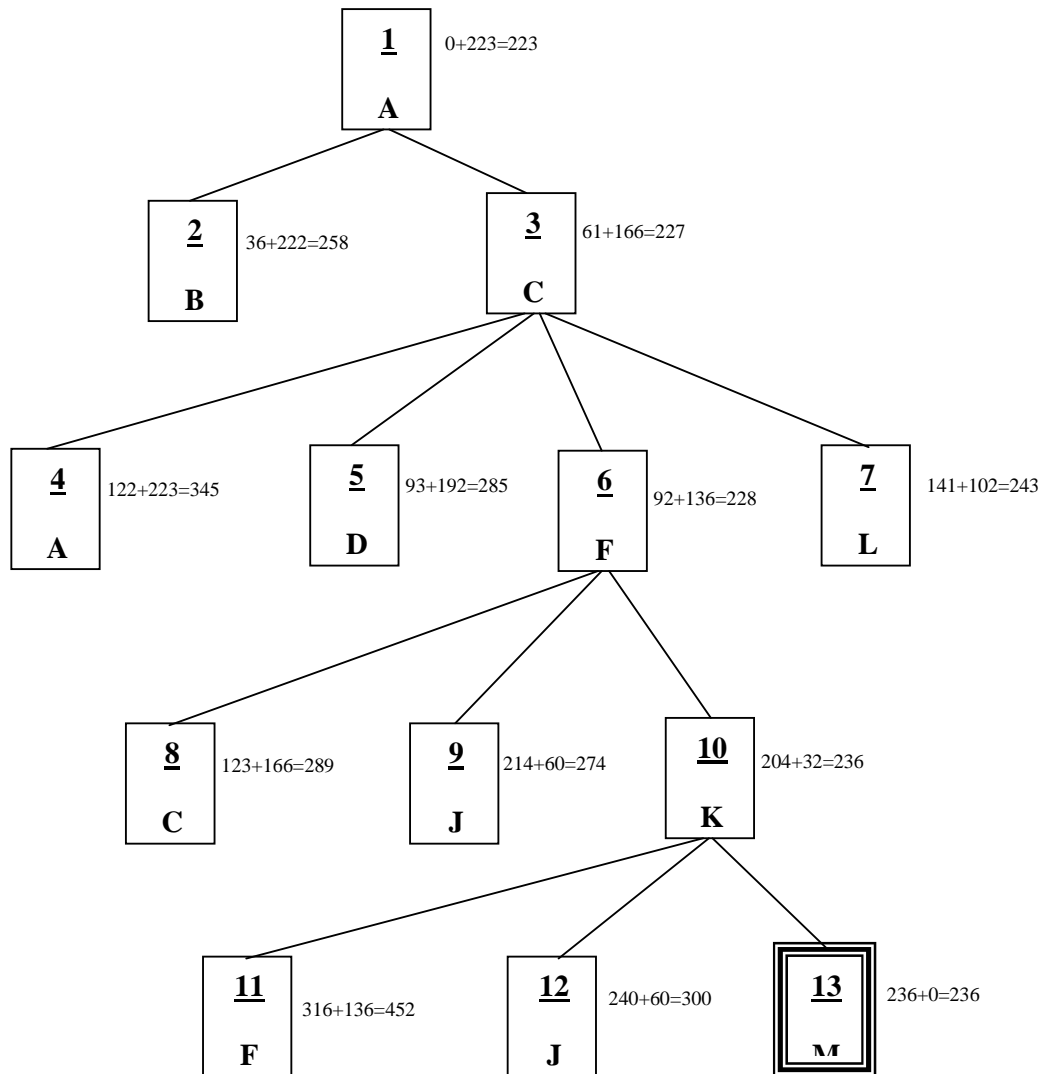 1
0+223=223
A
2
36+222=258
B
3
61+166=227
C
4
122+223=345
A
5
93+192=285
D
6
92+136=228
F
7
141+102=243
L
8
123+166=289
C
9
214+60=274
J
10
204+32=236
K
11
316+136=452
F
12
240+60=300
J
13
236+0=236
M